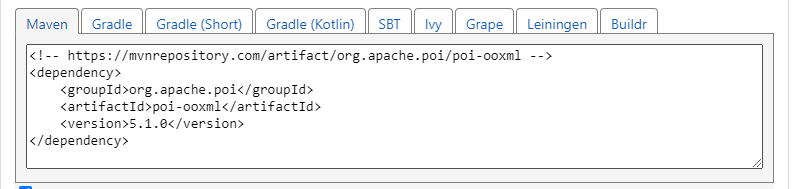 Maven Gradle Gradle (Short) Gradle (Kotlin) SBT Ivy Grape Leiningen Buildr
<!-- https://mvnrepository.com/artifact/org.apache.poi/poi-ooxml -->
<dependency>
    <groupId>org.apache.poi</groupId>
    <artifactId>poi-ooxml</artifactId>
    <version>5.1.0</version>
</dependency>